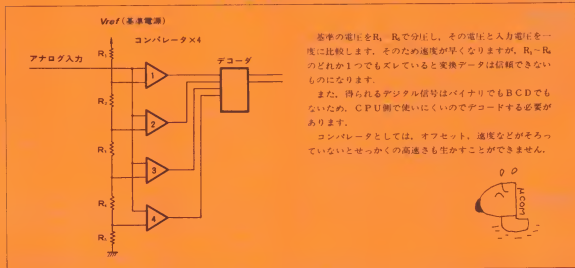 Vref (基準電源)
コンパレータ×4
アナログ入力
デコーダ
R₁
R₂
R₃
R₄
R₅
1
2
3
4
基準の電圧をR₁～R₅で分圧し、その電圧と入力電圧を一
度に比較します。そのため速度が早くなりますが、R₁～R₅
のどれか1つでもズレていると変換データは信頼できない
ものになります。
また、得られるデジタル信号はバイナリでもBCDでも
ないため、CPU側で使いにくいのでデコードする必要が
あります。
コンパレータとしては、オフセット、速度などがそろっ
ていないとせっかくの高速さも生かすことができません。
μCOM